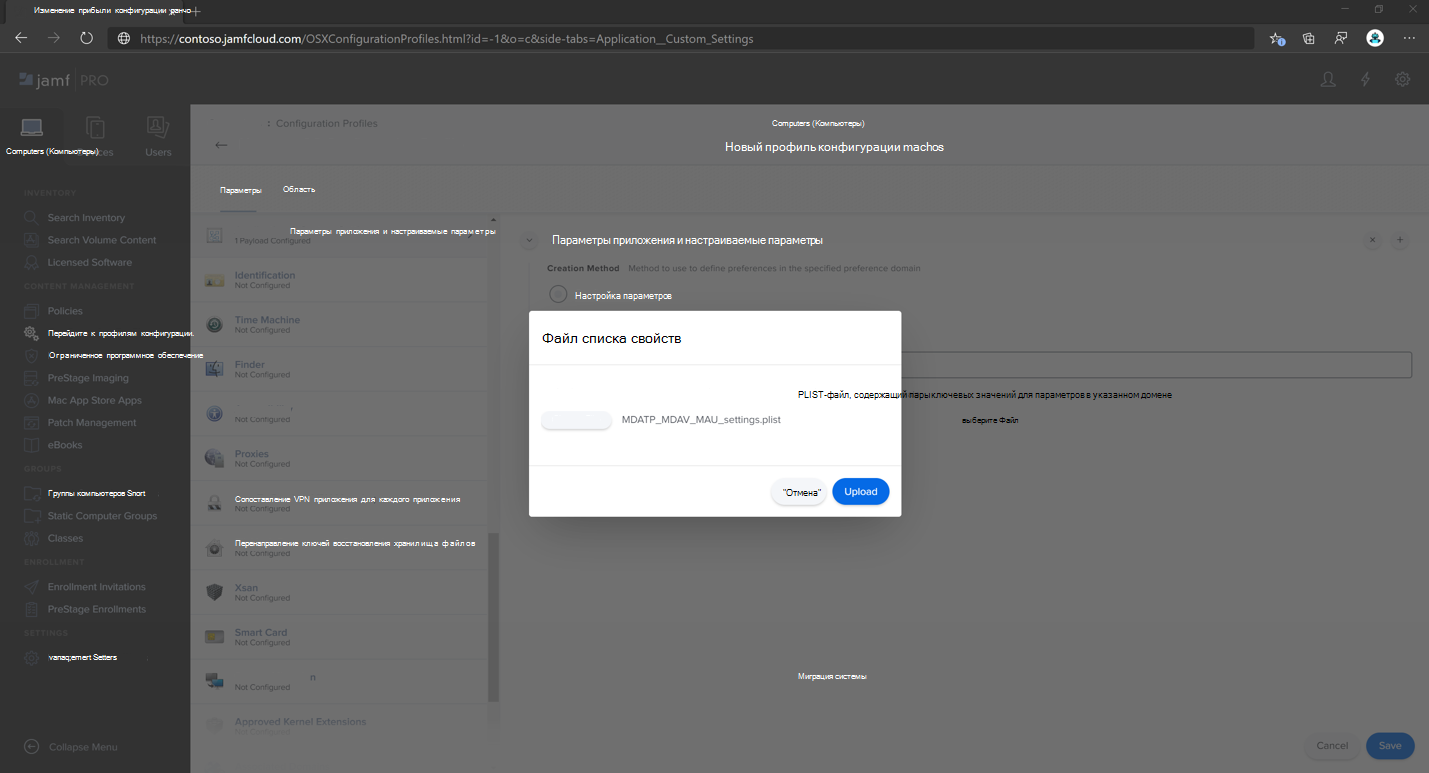 Изменение прибыли конфигурации
https://contoso.jamfcloud.com/OSXConfigurationProfiles.html?id=-1&o=c&side-tabs=Application__Custom_Settings
jamf PRO
Computers (Компьютеры)
Users
: Configuration Profiles
Computers (Компьютеры)
Новый профиль конфигурации machos
Параметры
Область
INVENTORY
Search Inventory
Search Volume Content
Licensed Software
CONTENT MANAGEMENT
Policies
Перейдите к профилям конфигурации.
Ограниченное программное обеспечение
PreStage Imaging
Mac App Store Apps
Patch Management
eBooks
GROUPS
Группы компьютеров Snort
Static Computer Groups
Classes
ENROLLMENT
Enrollment Invitations
PreStage Enrollments
SETTINGS
vanaq;emert Setters
Collapse Menu
Параметры приложения и настраиваемые параметры
1 Payload Configured
Identification
Not Configured
Time Machine
Not Configured
Finder
Not Configured
Not Configured
Proxies
Not Configured
Сопоставление VPN приложения для каждого приложения
Not Configured
Перенаправление ключей восстановления хранилища файлов
Not Configured
Xsan
Not Configured
Smart Card
Not Configured
Not Configured
Approved Kernel Extensions
Параметры приложения и настраиваемые параметры
Creation Method Method to use to define preferences in the specified preference domain
Настройка параметров
Файл списка свойств
PLIST-файл, содержащий парыключевых значений для параметров в указанном домене
MDATP_MDAV_MAU_settings.plist
выберите Файл
"Отмена"
Upload
Миграция системы
Cancel
Save